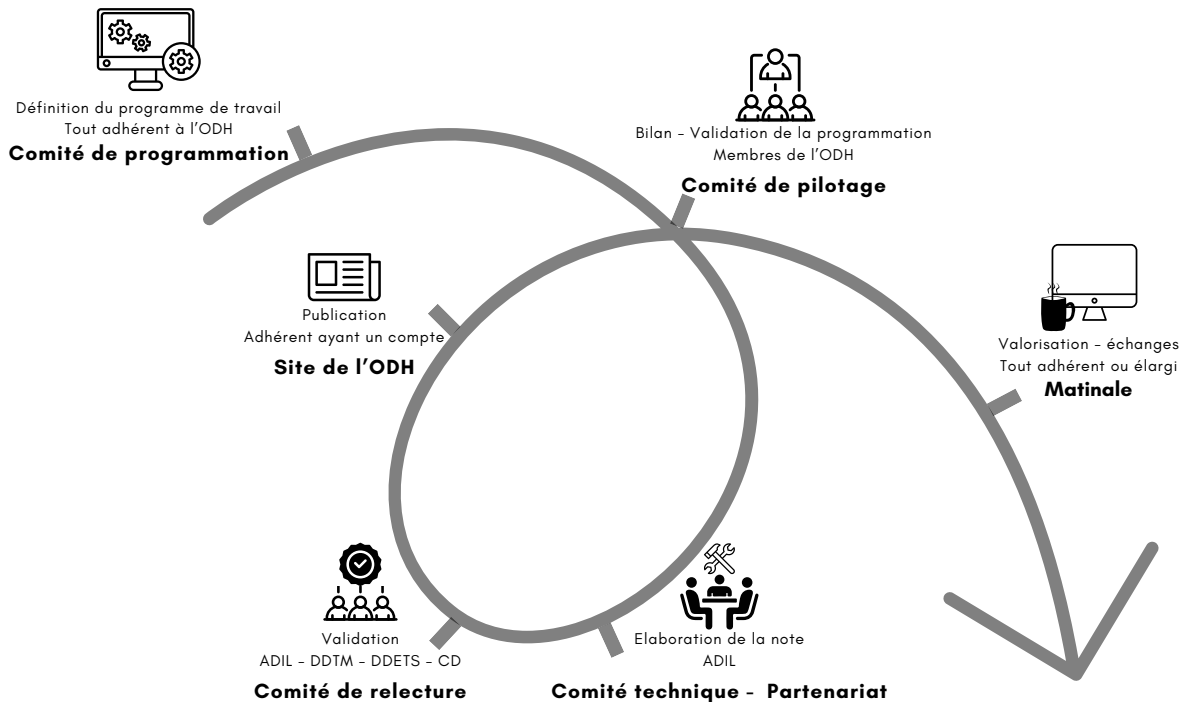 Définition du programme de travail
Tout adhérent à l'ODH
Comité de programmation
Bilan - Validation de la programmation
Membres de l'ODH
Comité de pilotage
Publication
Adhérent ayant un compte
Site de l'ODH
Valorisation - échanges
Tout adhérent ou élargi
Matinale
Validation
ADIL - DDTM - DDETS - CD
Comité de relecture
Elaboration de la note
ADIL
Comité technique - Partenariat